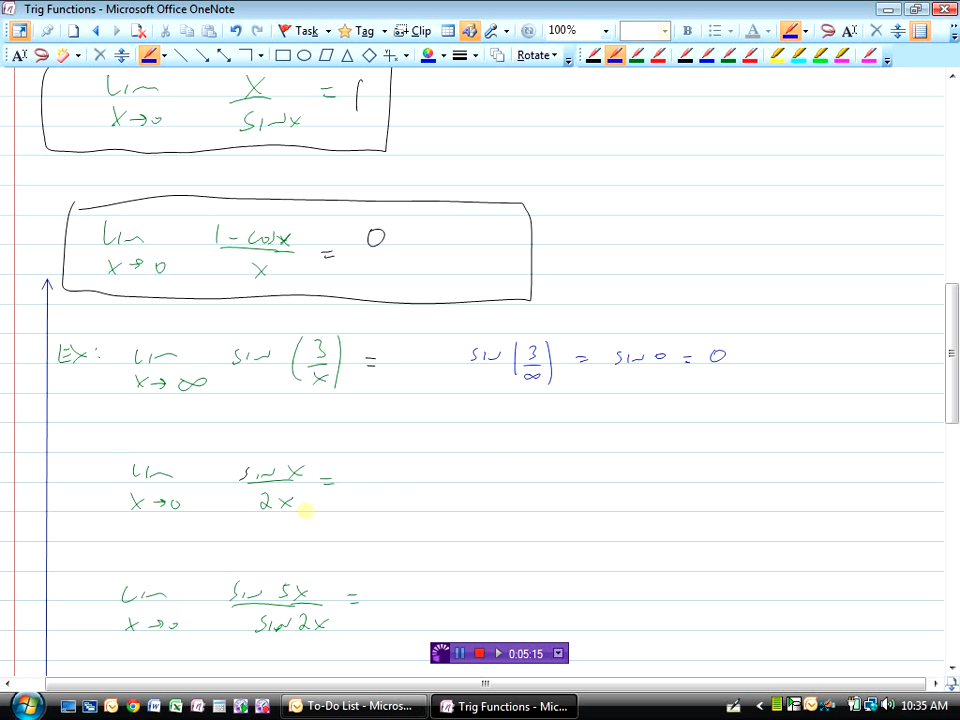 Trig Functions - Microsoft Office OneNote
Task Tag Clip 100% B A
Rotate
lim x→0 x/sin x = 1
lim x→0 1 - cos x / x = 0
EX: lim x→∞ sin (3/x) = sin (3/∞) = sin 0 = 0
lim x→0 sin x / 2x =
lim x→0 sin 5x / sin 2x =
0:05:15
To-Do List - Microsos...
Trig Functions - Mic...
10:35 AM